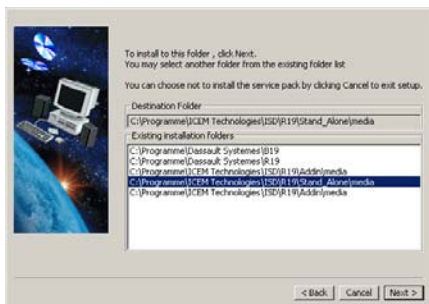 To install to this folder , click Next.
You may select another folder from the existing folder list
You can choose not to install the service pack by clicking Cancel to exit setup.
Destination Folder
C:\Programme\ICEM Technologies\ISD\R19\Stand_Alone\media
Existing installation folders
C:\Programme\Dassault Systemes\B19
C:\Programme\Dassault Systemes\R19
C:\Programme\ICEM Technologies\ISD\R19\Addin\media
C:\Programme\ICEM Technologies\ISD\R19\Stand_Alone\media
C:\Programme\ICEM Technologies\ISD\R19\Addin\media
< Back Cancel Next >